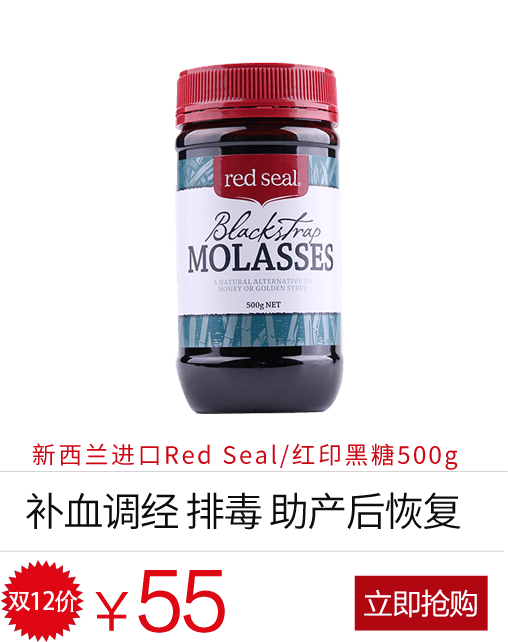 red seal
Blackstrap
MOLASSES
A NATURAL ALTERNATIVE TO
HONEY OR GOLDEN SYRUP
500g NET
新西兰进口Red Seal/红印黑糖500g
补血调经 排毒 助产后恢复
双12价
¥55
立即抢购